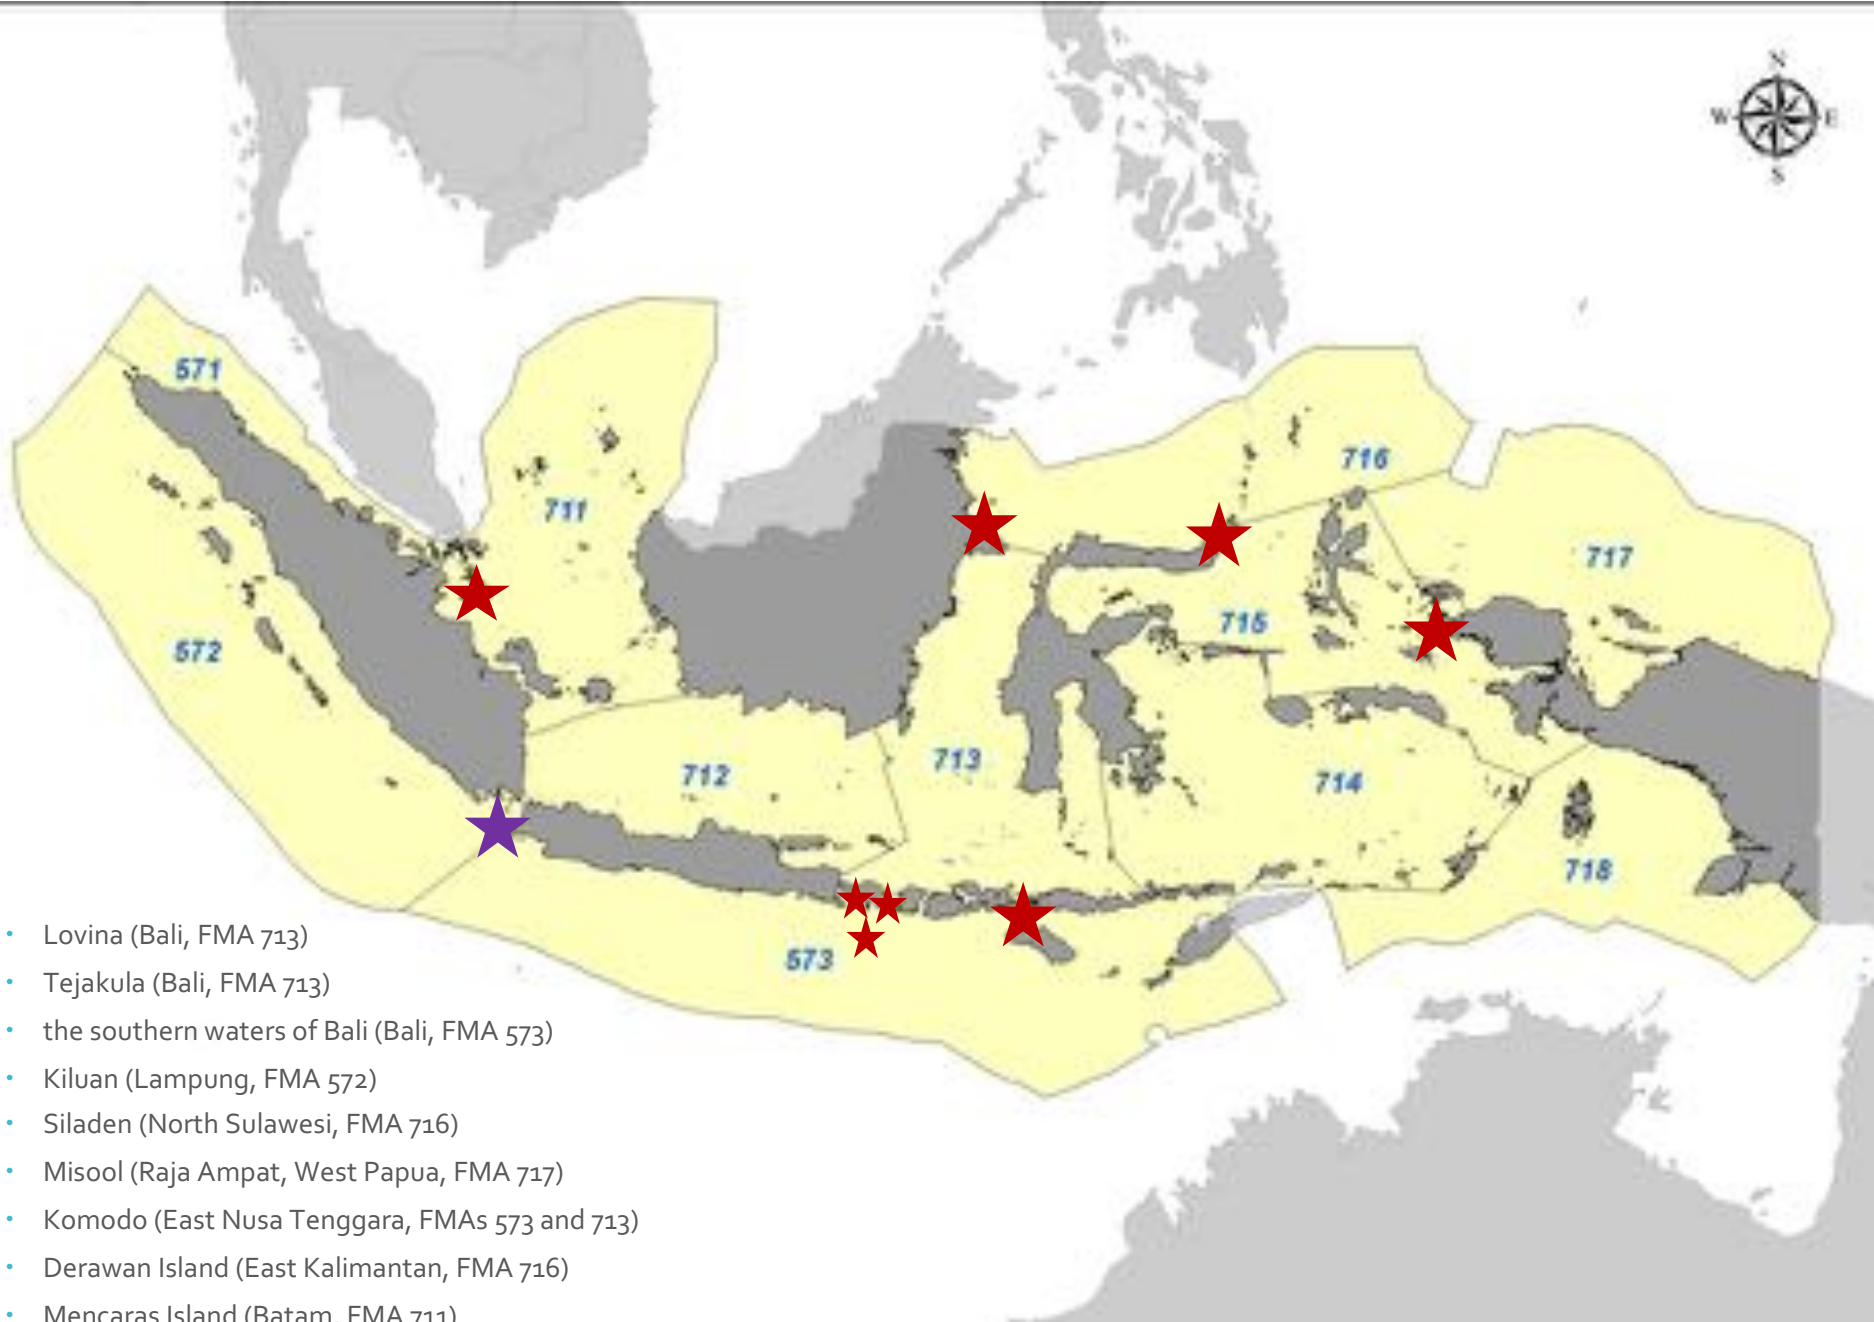 N
W E
S
571
716
711
717
715
572
713
712
714
718
573
• Lovina (Bali, FMA 713)
• Tejakula (Bali, FMA 713)
• the southern waters of Bali (Bali, FMA 573)
• Kiluan (Lampung, FMA 572)
• Siladen (North Sulawesi, FMA 716)
• Misool (Raja Ampat, West Papua, FMA 717)
• Komodo (East Nusa Tenggara, FMAs 573 and 713)
• Derawan Island (East Kalimantan, FMA 716)
• Mencaras Island (Batam, FMA 711)